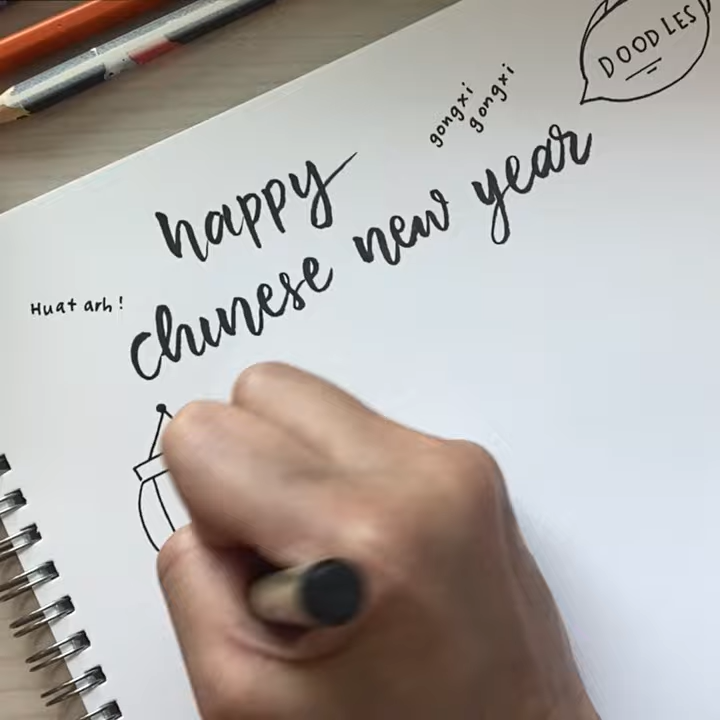 DOODLES
gongxi
gongxi
happy
chinese new year
Huat arh!